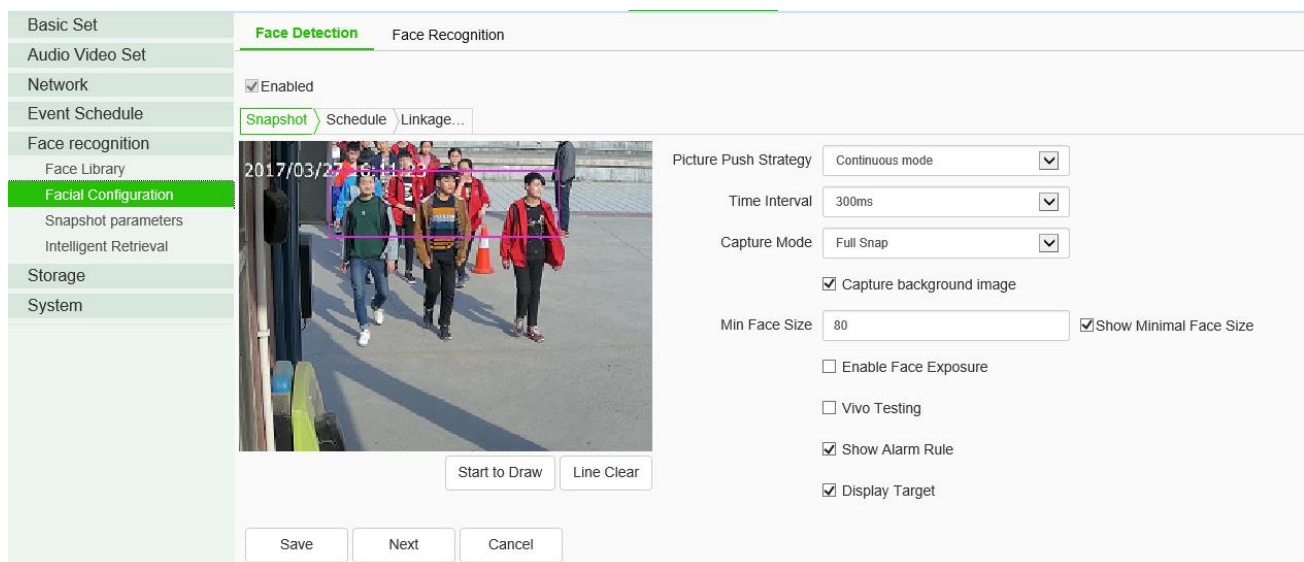 Basic Set
Audio Video Set
Network
Event Schedule
Face recognition
Face Library
Facial Configuration
Snapshot parameters
Intelligent Retrieval
Storage
System
Face Detection Face Recognition
Enabled
Snapshot Schedule Linkage...
2017/03/27
Picture Push Strategy Continuous mode
Time Interval 300ms
Capture Mode Full Snap
Capture background image
Min Face Size 80 Show Minimal Face Size
Enable Face Exposure
Vivo Testing
Show Alarm Rule
Display Target
Start to Draw Line Clear
Save Next Cancel